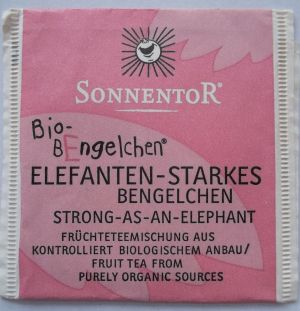 SONNENTOR®
Bio-
BEngelchen®
ELEFANTEN-STARKES
BENGELCHEN
STRONG-AS-AN-ELEPHANT
FRÜCHTETEEMISCHUNG AUS
KONTROLLIERT BIOLOGISCHEM ANBAU/
FRUIT TEA FROM
PURELY ORGANIC SOURCES